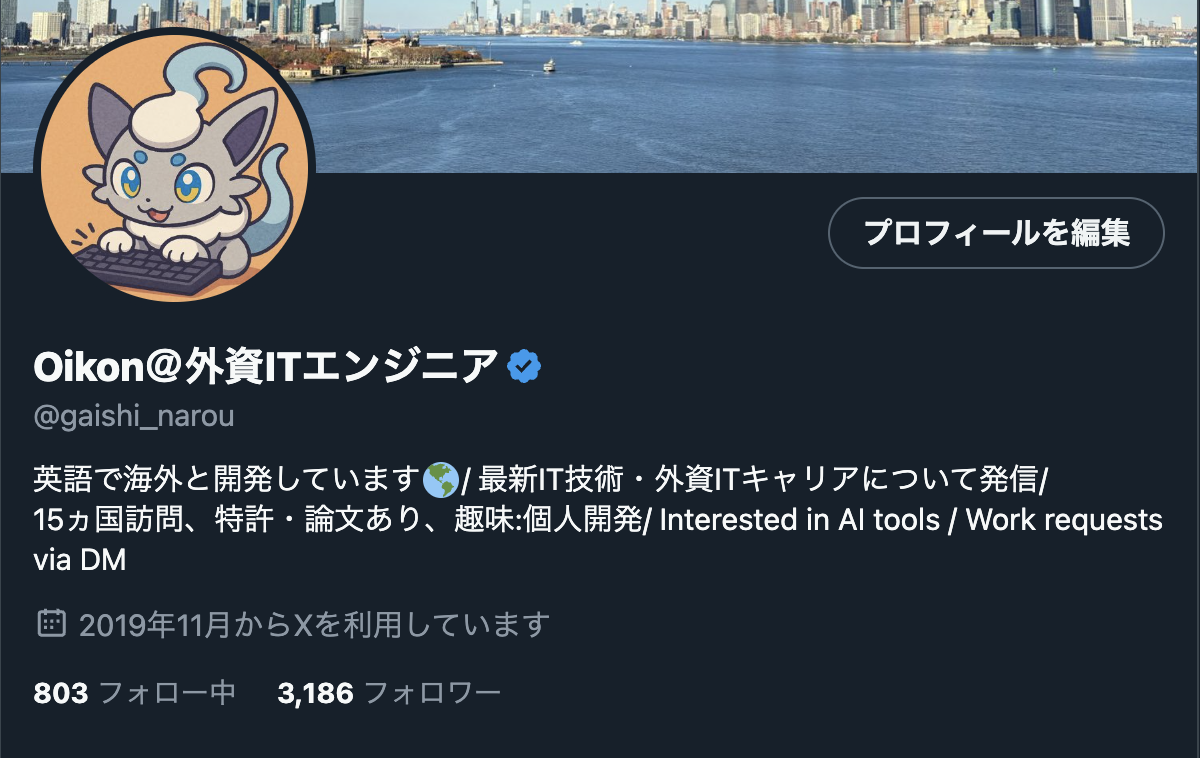 プロフィールを編集
Oikon@外資ITエンジニア
@gaishi_narou
英語で海外と開発しています🌎/ 最新IT技術・外資ITキャリアについて発信/
15ヵ国訪問、特許・論文あり、趣味:個人開発/ Interested in AI tools / Work requests
via DM
2019年11月からXを利用しています
803 フォロー中 3,186 フォロワー